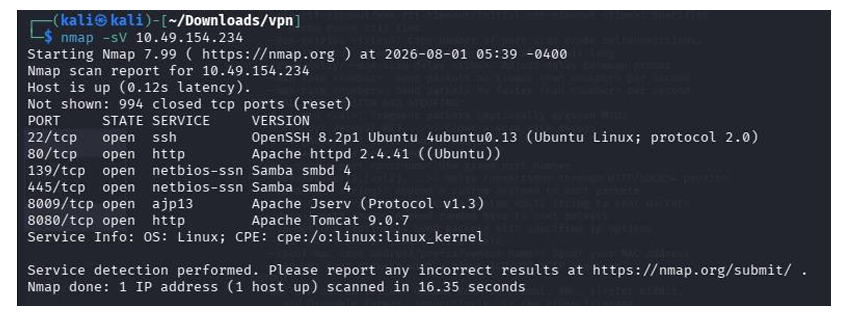 ┌──(kali㉿kali)-[~/Downloads/vpn]
└─$ nmap -sV 10.49.154.234
Starting Nmap 7.99 ( https://nmap.org ) at 2026-08-01 05:39 -0400
Nmap scan report for 10.49.154.234
Host is up (0.12s latency).
Not shown: 994 closed tcp ports (reset)
PORT     STATE SERVICE     VERSION
22/tcp   open  ssh         OpenSSH 8.2p1 Ubuntu 4ubuntu0.13 (Ubuntu Linux; protocol 2.0)
80/tcp   open  http        Apache httpd 2.4.41 ((Ubuntu))
139/tcp  open  netbios-ssn Samba smbd 4
445/tcp  open  netbios-ssn Samba smbd 4
8009/tcp open  ajp13       Apache Jserv (Protocol v1.3)
8080/tcp open  http        Apache Tomcat 9.0.7
Service Info: OS: Linux; CPE: cpe:/o:linux:linux_kernel
Service detection performed. Please report any incorrect results at https://nmap.org/submit/ .
Nmap done: 1 IP address (1 host up) scanned in 16.35 seconds